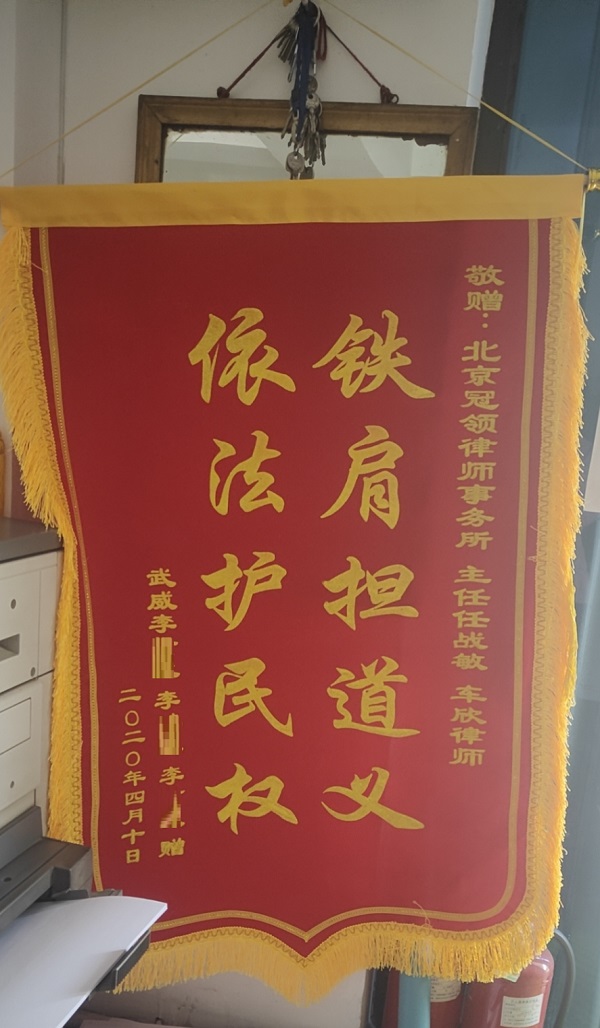 敬赠：北京冠领律师事务所 主任任战敏 车欣律师
铁肩担道义
依法护民权
武威李 李 李 赠
二〇二〇年四月十日